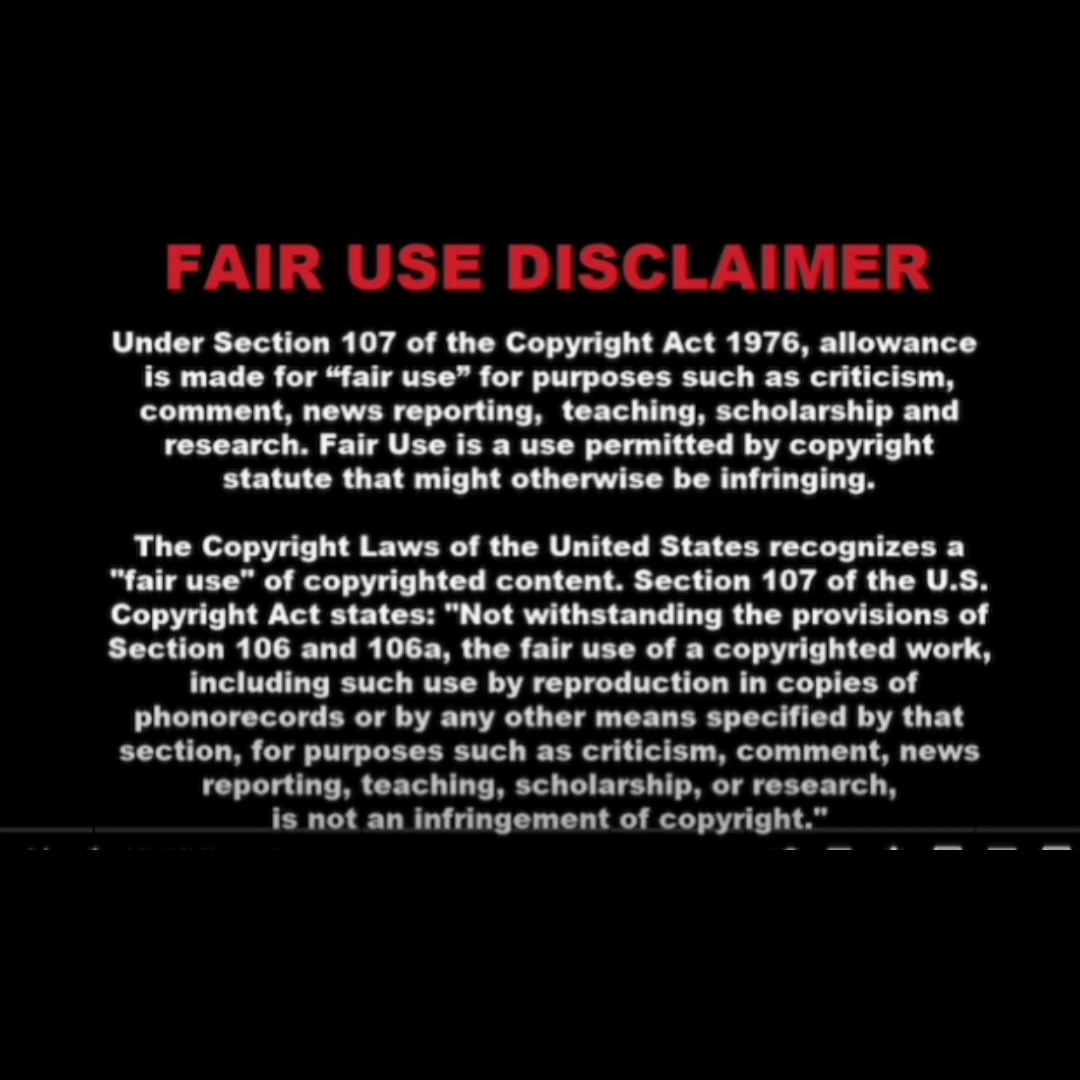 FAIR USE DISCLAIMER
Under Section 107 of the Copyright Act 1976, allowance
is made for “fair use” for purposes such as criticism,
comment, news reporting,  teaching, scholarship and
research. Fair Use is a use permitted by copyright
statute that might otherwise be infringing.
The Copyright Laws of the United States recognizes a
"fair use" of copyrighted content. Section 107 of the U.S.
Copyright Act states: "Not withstanding the provisions of
Section 106 and 106a, the fair use of a copyrighted work,
including such use by reproduction in copies of
phonorecords or by any other means specified by that
section, for purposes such as criticism, comment, news
reporting, teaching, scholarship, or research,
is not an infringement of copyright."